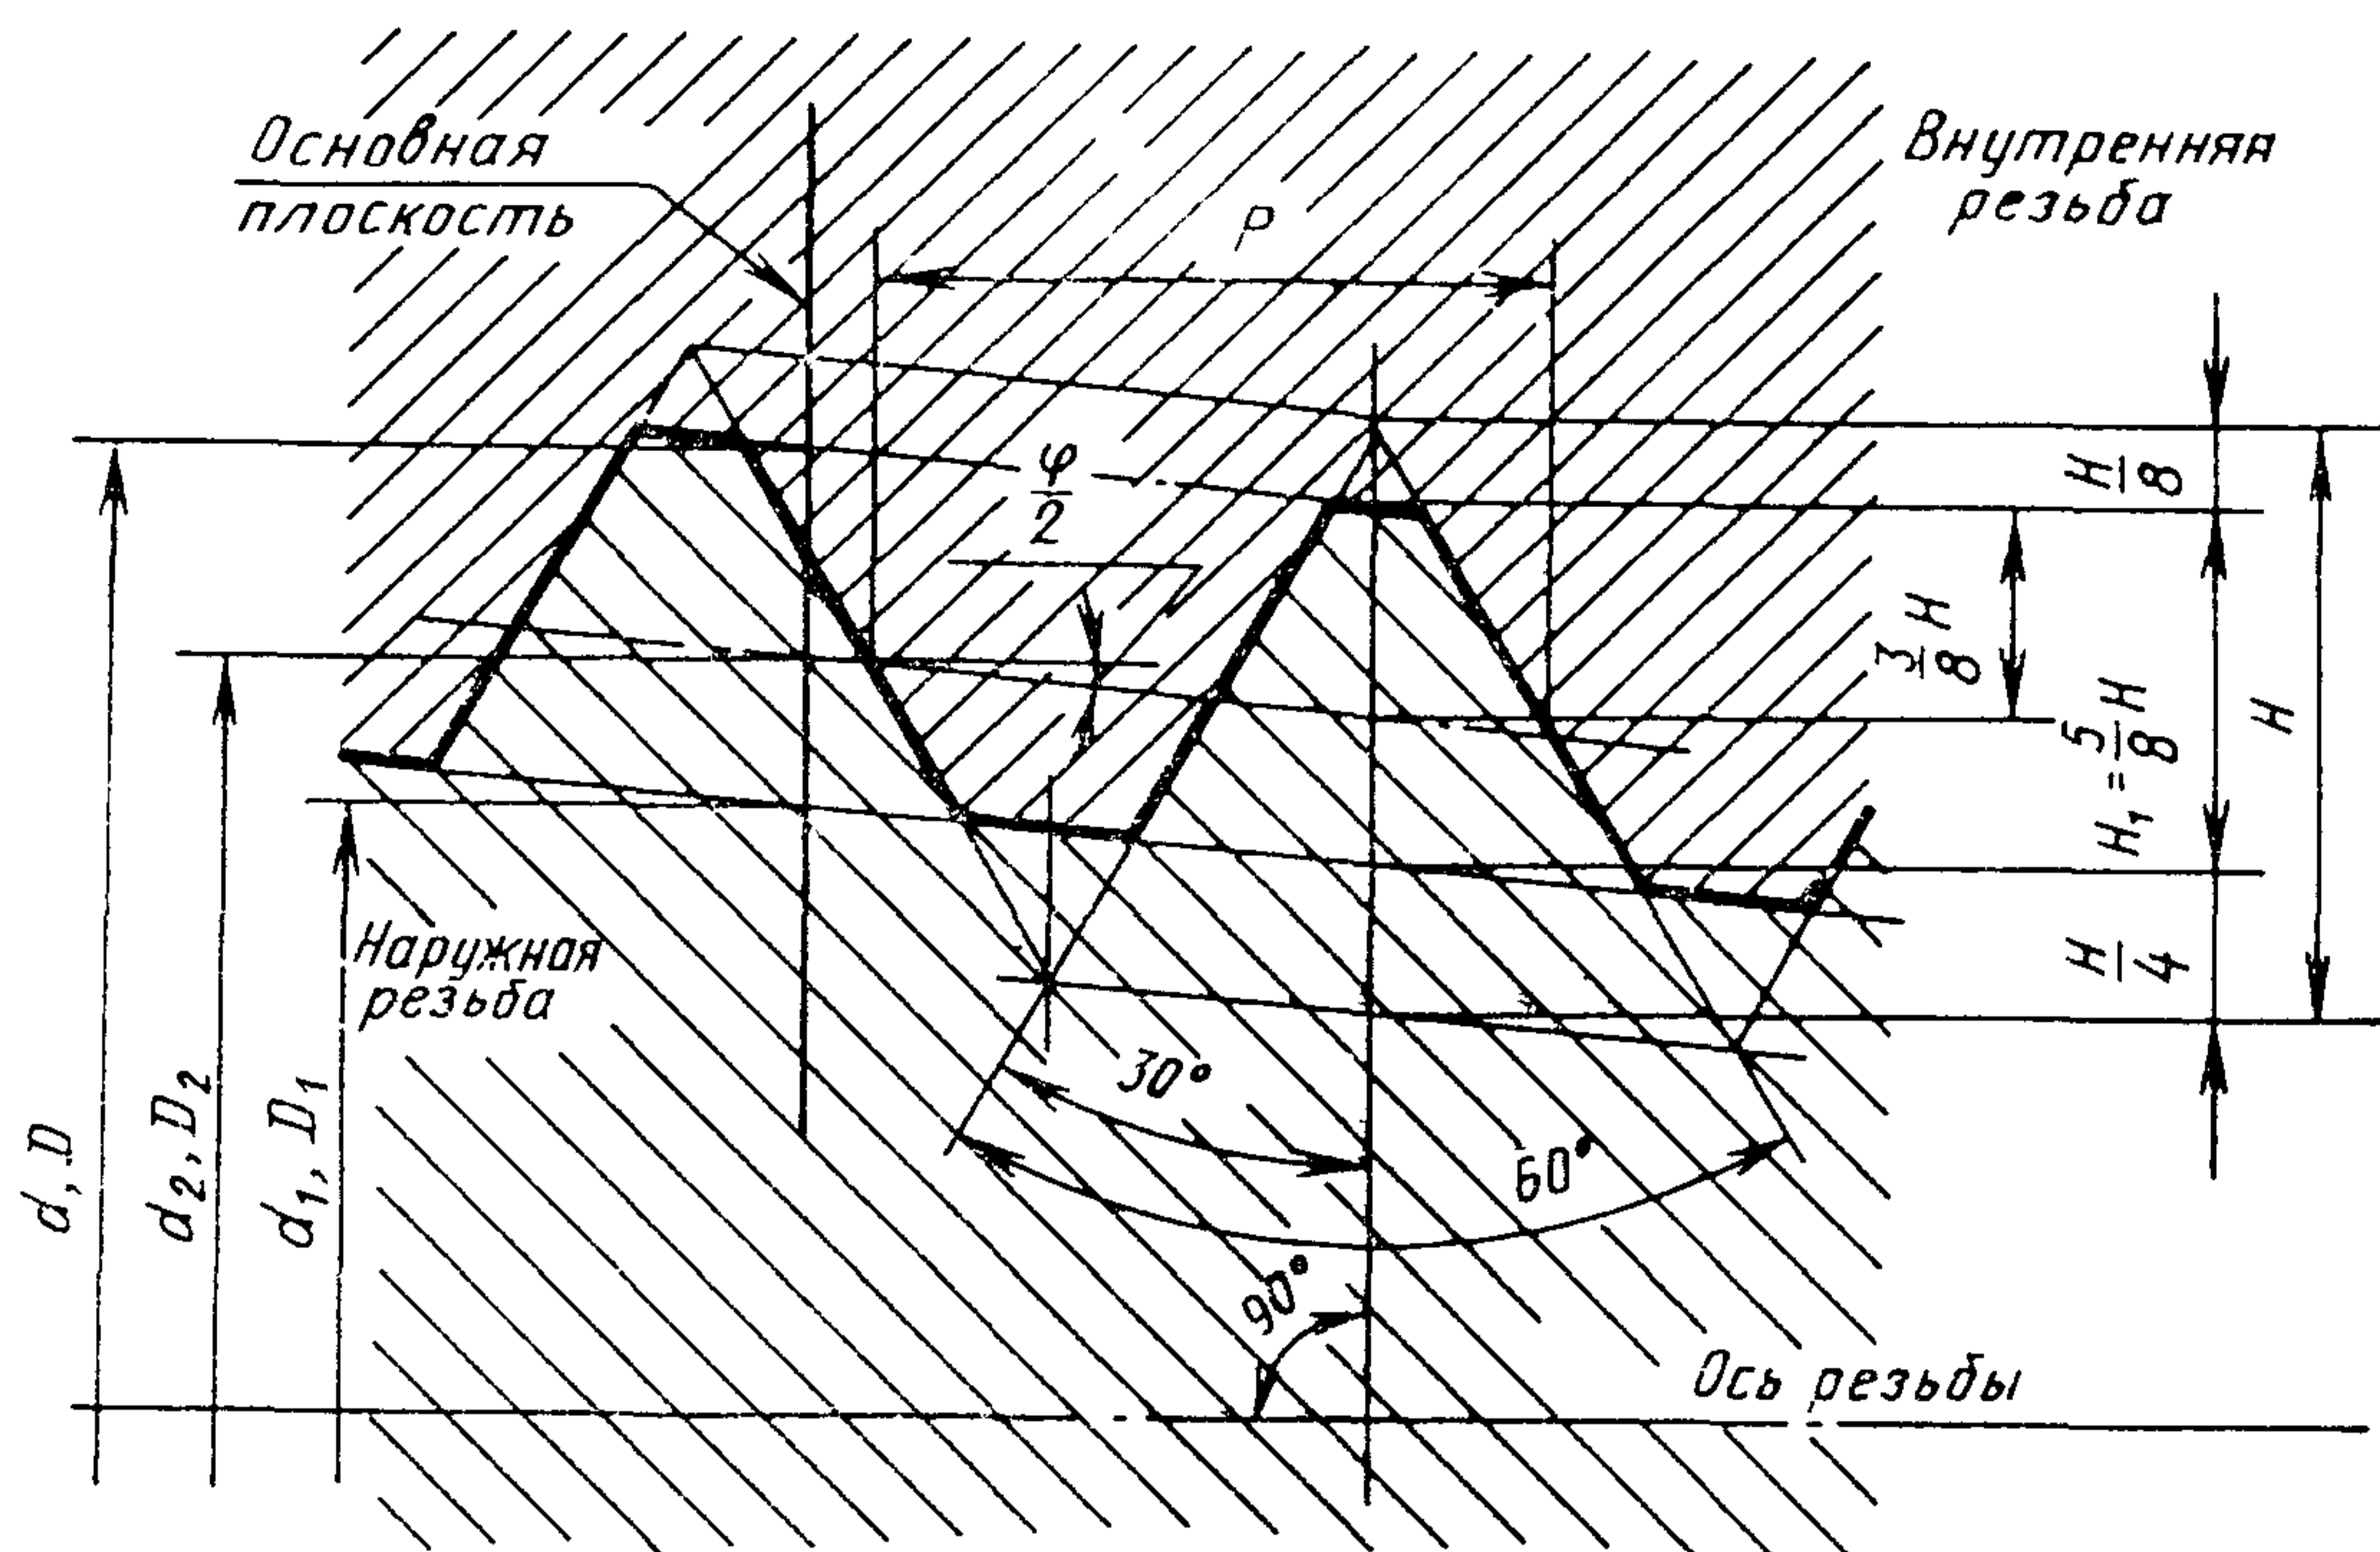 Основная
плоскость
Внутренняя
резьба
P
φ/2
H/8
3/8 H
H₁ = 5/8 H
H
H/4
Наружная
резьба
d, D
d₂, D₂
d₁, D₁
30°
60°
90°
Ось резьбы